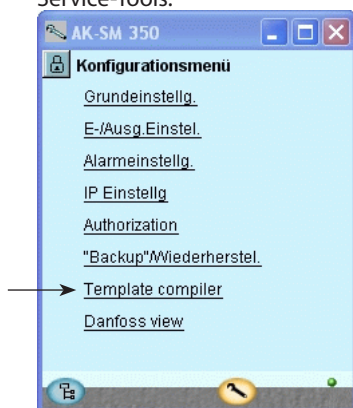 Service-Tools.
AK-SM 350
Konfigurationsmenü
Grundeinstellg.
E-/Ausg.Einstel.
Alarmeinstellg.
IP Einstellg
Authorization
"Backup"/Wiederherstel.
Template compiler
Danfoss view